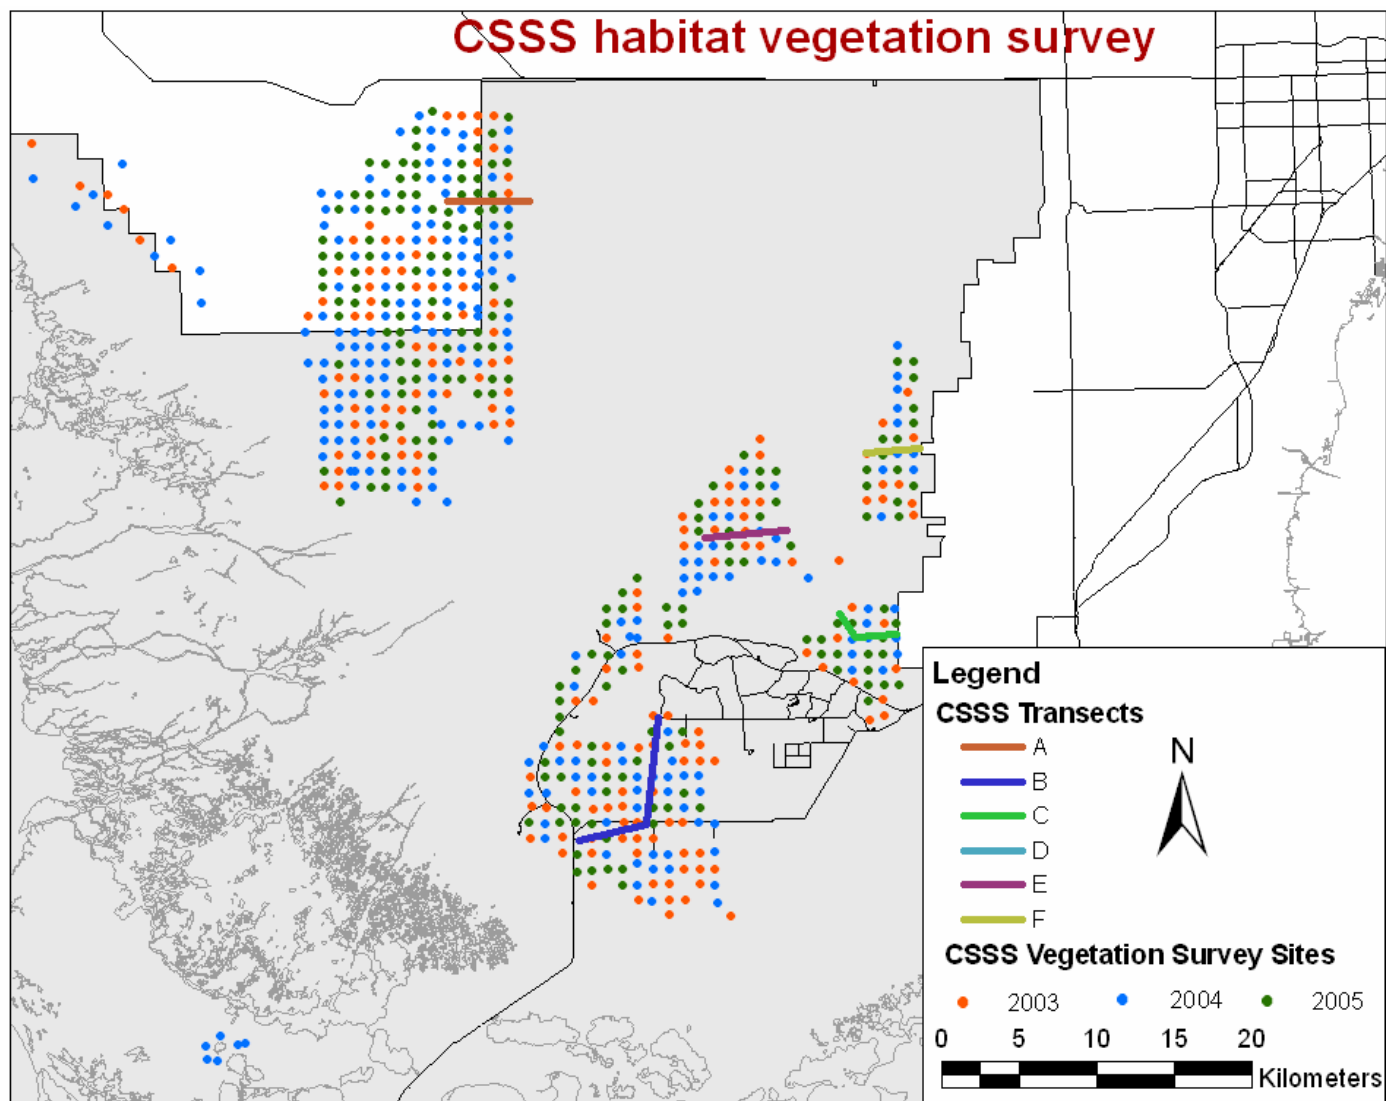 CSSS habitat vegetation survey
Legend
CSSS Transects
A
B
C
D
E
F
N
CSSS Vegetation Survey Sites
2003 2004 2005
0 5 10 15 20
Kilometers